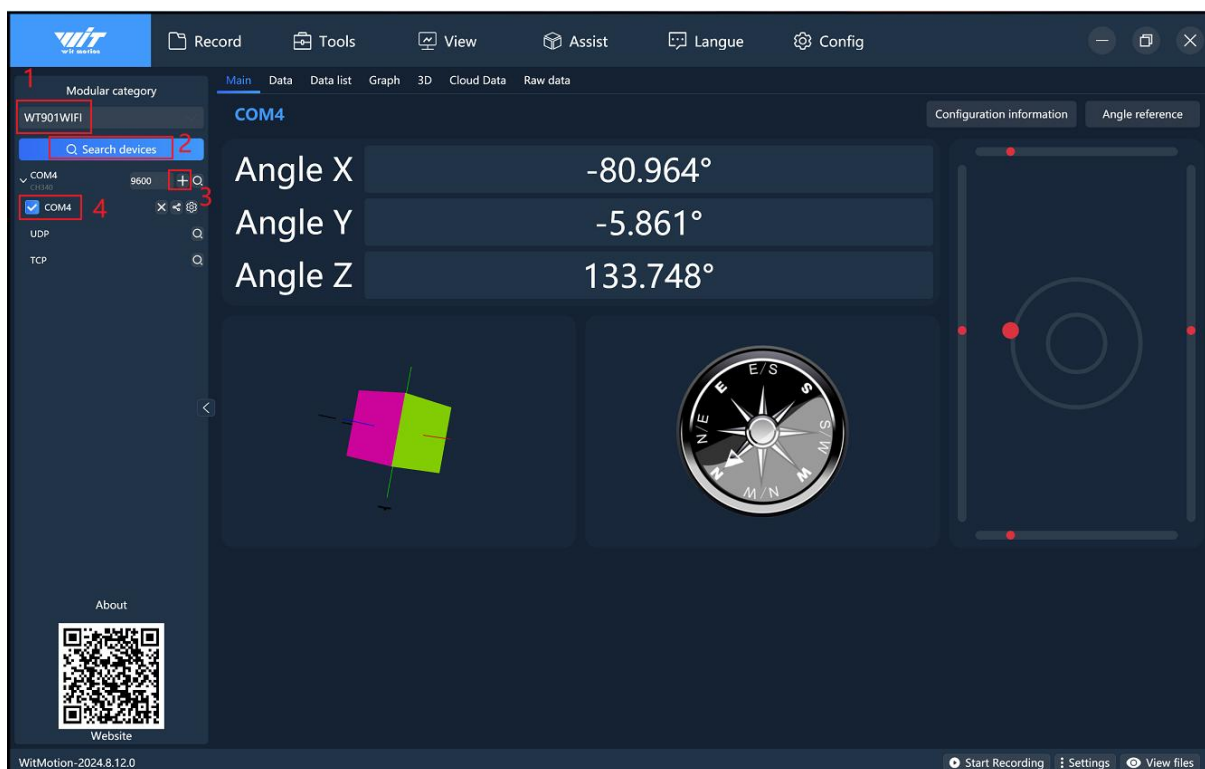 WiT
wit motion
Record
Tools
View
Assist
Langue
Config
1
Modular category
WT901WIFI
Search devices
2
COM4
CH340
9600
3
COM4
4
UDP
TCP
About
Website
WitMotion-2024.8.12.0
Main Data Data list Graph 3D Cloud Data Raw data
COM4
Configuration information
Angle reference
Angle X -80.964°
Angle Y -5.861°
Angle Z 133.748°
E/S
E
S
N/E
S/W
N
W
W/N
Start Recording
Settings
View files